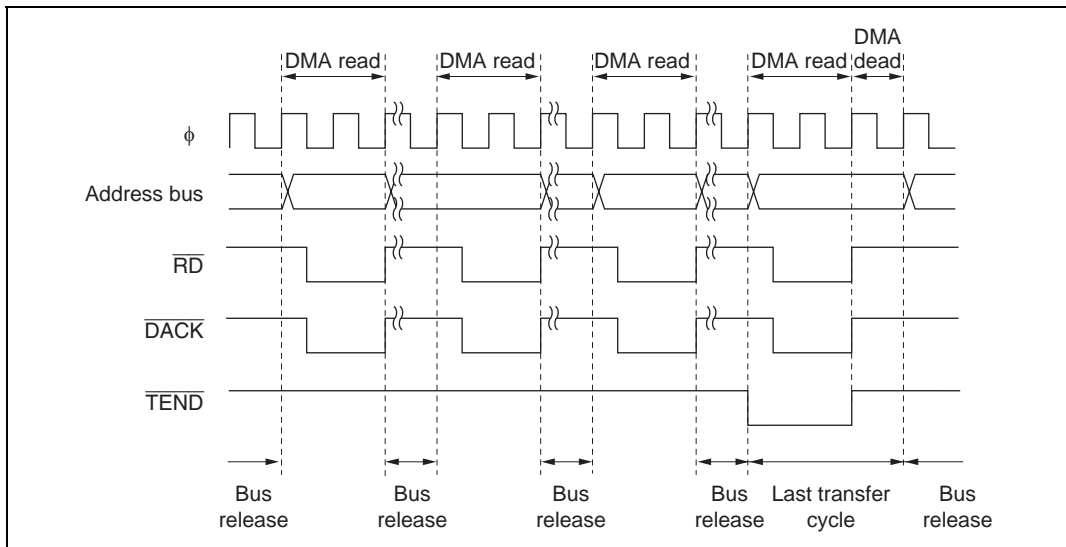 DMA read
DMA read
DMA read
DMA read
DMA
dead
ϕ
Address bus
RD
DACK
TEND
Bus
release
Bus
release
Bus
release
Bus
release
Last transfer
cycle
Bus
release